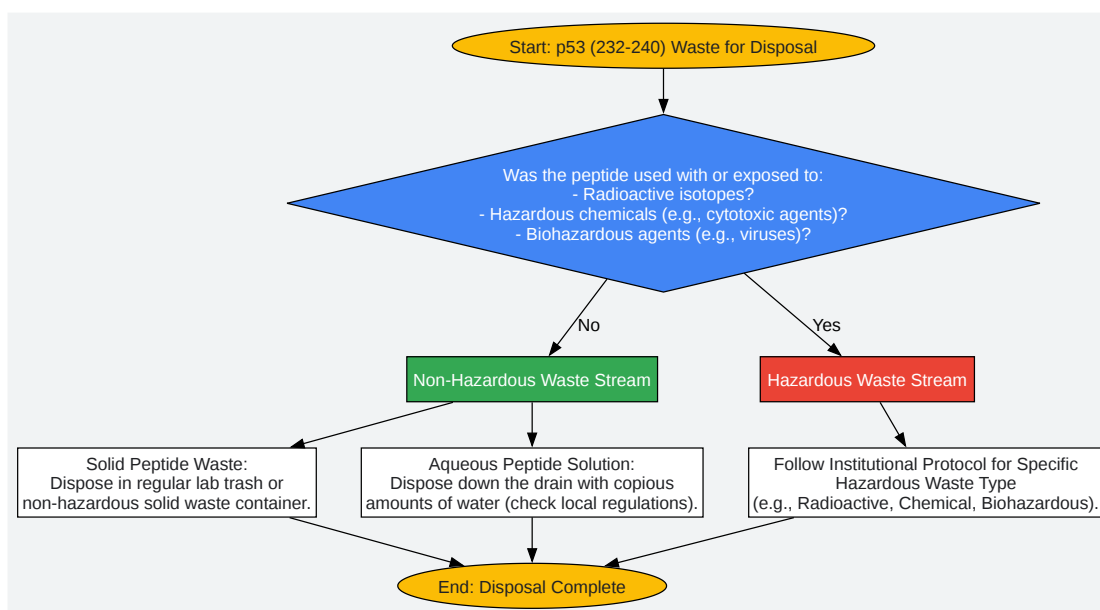 Start: p53 (232-240) Waste for Disposal
Was the peptide used with or exposed to:
- Radioactive isotopes?
- Hazardous chemicals (e.g., cytotoxic agents)?
- Biohazardous agents (e.g., viruses)?
No
Yes
Non-Hazardous Waste Stream
Hazardous Waste Stream
Solid Peptide Waste:
Dispose in regular lab trash or
non-hazardous solid waste container.
Aqueous Peptide Solution:
Dispose down the drain with copious
amounts of water (check local regulations).
Follow Institutional Protocol for Specific
Hazardous Waste Type
(e.g., Radioactive, Chemical, Biohazardous).
End: Disposal Complete